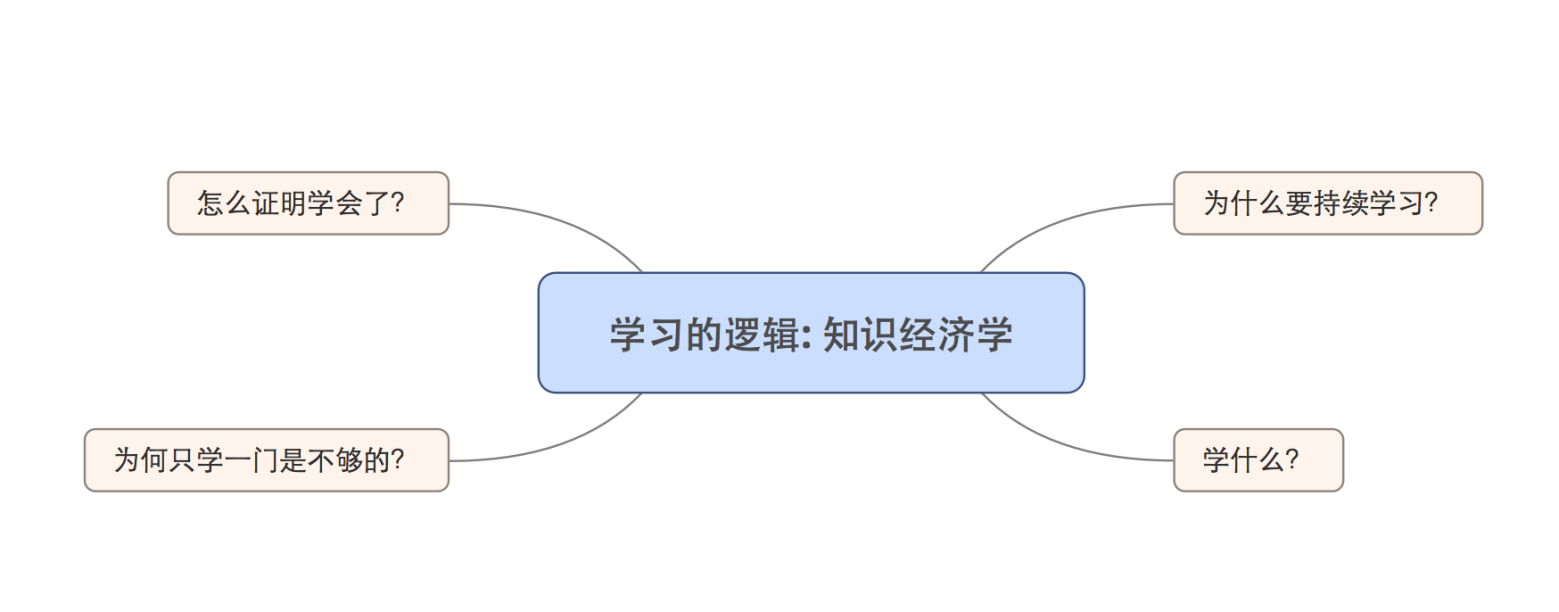 怎么证明学会了?
为什么要持续学习?
学习的逻辑: 知识经济学
为何只学一门是不够的?
学什么?